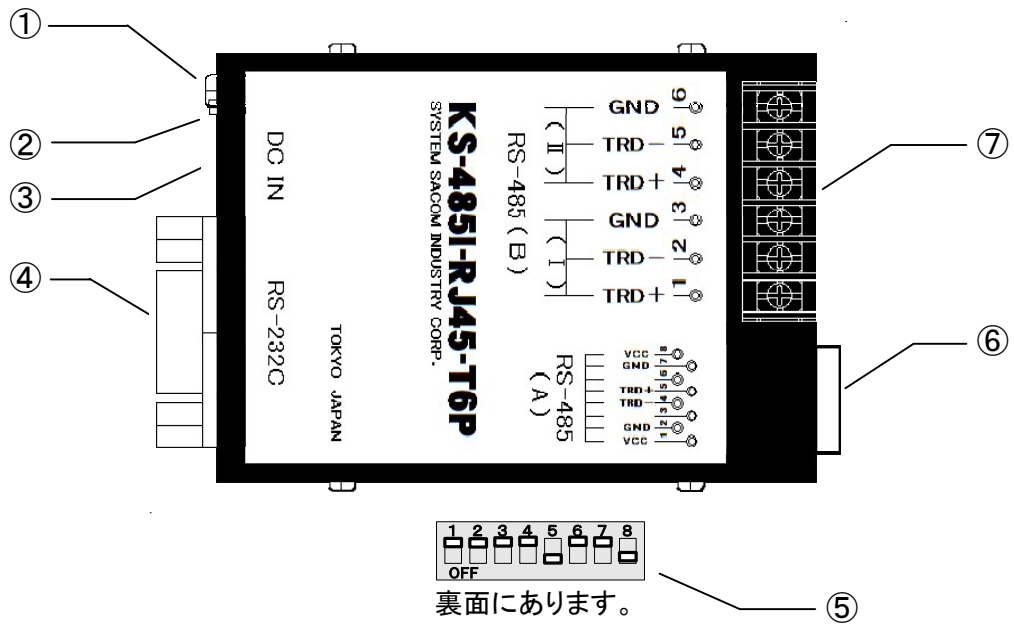 ①
②
③
④
DC IN
RS-232C
TOKYO JAPAN
KS-485I-RJ45-T6P
SYSTEM SACOM INDUSTRY CORP.
RS-485(B)
(Ⅱ)
GND 6
TRD- 5
TRD+ 4
(Ⅰ)
GND 3
TRD- 2
TRD+ 1
RS-485
(A)
VCC 8
GND 7
6
TRD+ 5
TRD- 4
3
GND 2
VCC 1
⑦
⑥
1 2 3 4 5 6 7 8
OFF
裏面にあります。
⑤